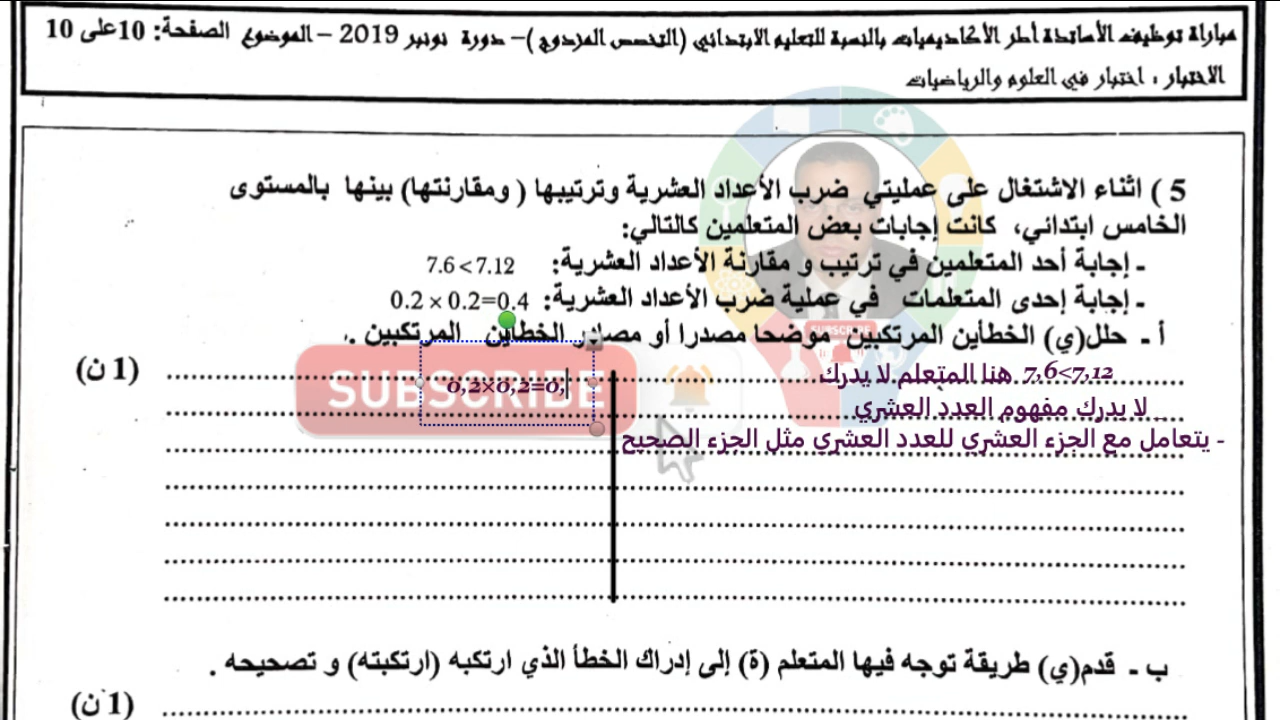 مباراة توظيف الأساتذة أطر الأكاديميات بالنسبة للتعليم الابتدائي (التخصص المزدوج )– دورة نونبر 2019 – الموضوع الصفحة: 10على 10
الاختبار : اختبار في العلوم والرياضيات
5 ) اثناء الاشتغال على عمليتي ضرب الأعداد العشرية وترتيبها ( ومقارنتها) بينها بالمستوى
الخامس ابتدائي، كانت إجابات بعض المتعلمين كالتالي:
ـ إجابة أحد المتعلمين في ترتيب و مقارنة الأعداد العشرية: 7.6<7.12
ـ إجابة إحدى المتعلمات في عملية ضرب الأعداد العشرية: 0.2 × 0.2=0.4
أ ـ حلل(ي) الخطأين المرتكبين موضحا مصدرا أو مصادر الخطأين المرتكبين .
(1 ن)
7,6<7,12 هنا المتعلم لا يدرك
SUBSCRIBE
SUBSCRIBE
0,2×0,2=0,
_ لا يدرك مفهوم العدد العشري
- يتعامل مع الجزء العشري للعدد العشري مثل الجزء الصحيح
ب ـ قدم(ي) طريقة توجه فيها المتعلم (ة) إلى إدراك الخطأ الذي ارتكبه (ارتكبته) و تصحيحه .
(1 ن)